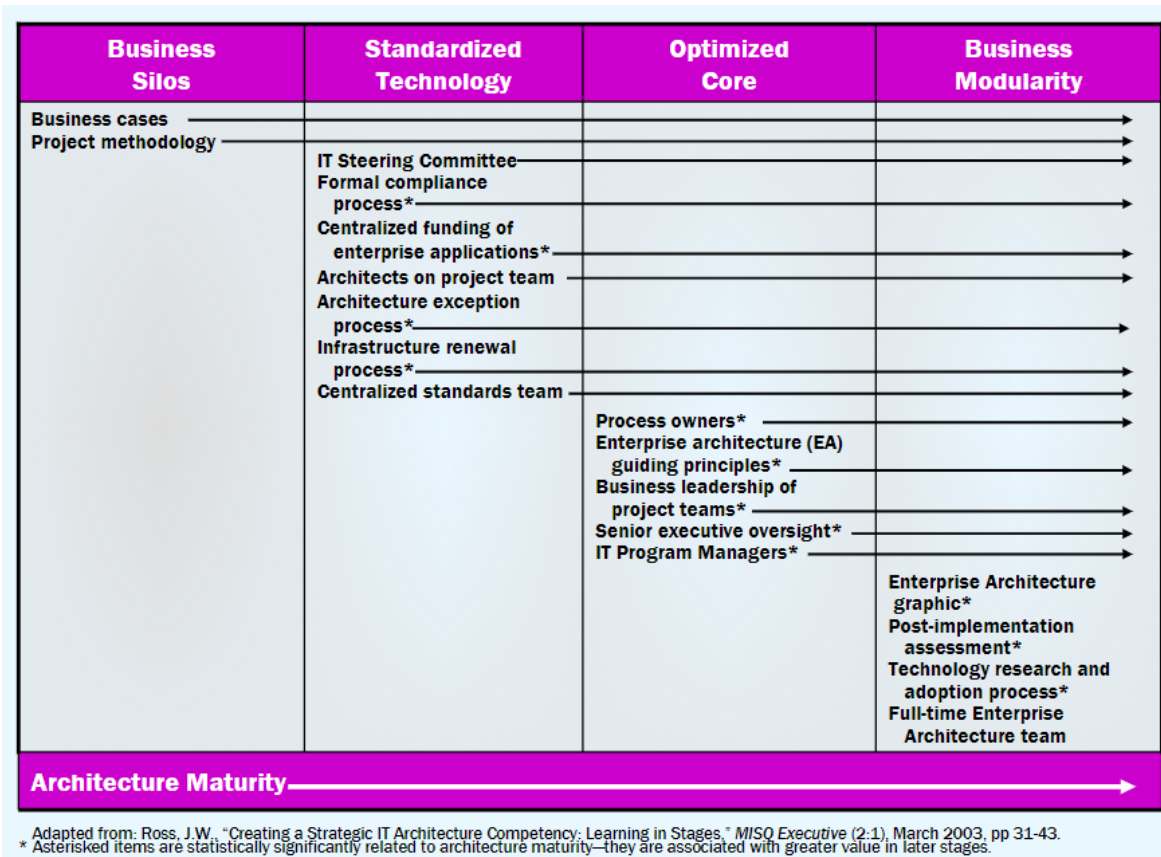 Business
Silos
Standardized
Technology
Optimized
Core
Business
Modularity
Business cases
Project methodology
IT Steering Committee
Formal compliance
process*
Centralized funding of
enterprise applications*
Architects on project team
Architecture exception
process*
Infrastructure renewal
process*
Centralized standards team
Process owners*
Enterprise architecture (EA)
guiding principles*
Business leadership of
project teams*
Senior executive oversight*
IT Program Managers*
Enterprise Architecture
graphic*
Post-implementation
assessment*
Technology research and
adoption process*
Full-time Enterprise
Architecture team
Architecture Maturity
Adapted from: Ross, J.W., “Creating a Strategic IT Architecture Competency: Learning in Stages,” MISQ Executive (2:1), March 2003, pp 31-43.
* Asterisked items are statistically significantly related to architecture maturity—they are associated with greater value in later stages.